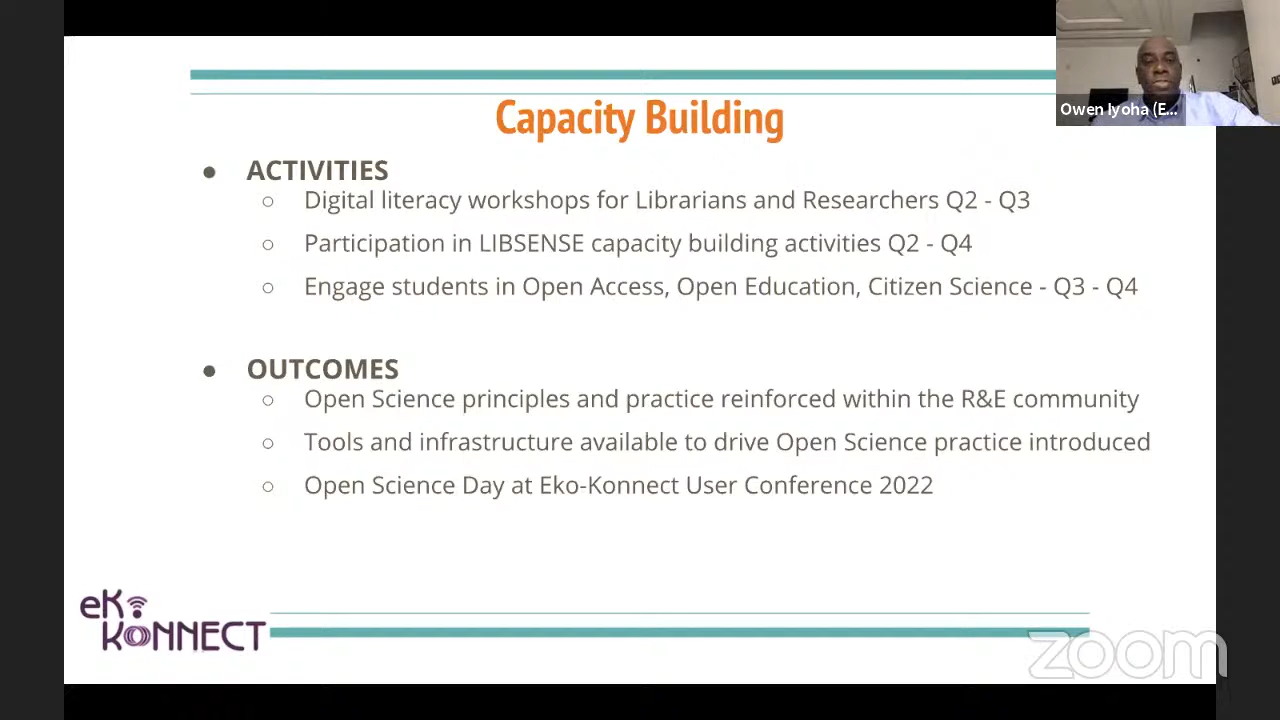 Owen Iyoha (E...
Capacity Building
● ACTIVITIES
○ Digital literacy workshops for Librarians and Researchers Q2 - Q3
○ Participation in LIBSENSE capacity building activities Q2 - Q4
○ Engage students in Open Access, Open Education, Citizen Science - Q3 - Q4
● OUTCOMES
○ Open Science principles and practice reinforced within the R&E community
○ Tools and infrastructure available to drive Open Science practice introduced
○ Open Science Day at Eko-Konnect User Conference 2022
eKo
KONNECT
zoom